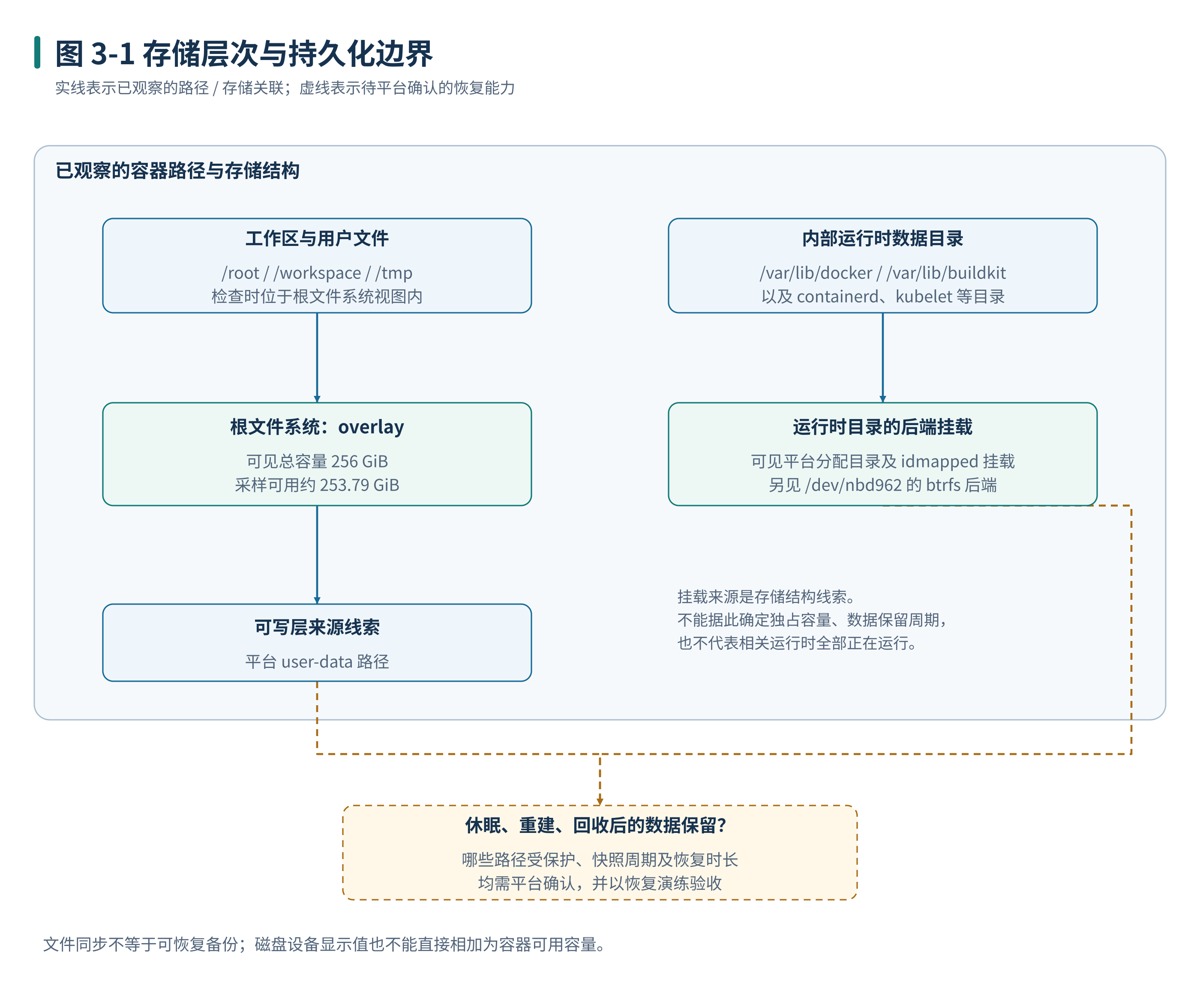 图 3-1 存储层次与持久化边界
实线表示已观察的路径 / 存储关联；虚线表示待平台确认的恢复能力
已观察的容器路径与存储结构
工作区与用户文件
/root / /workspace / /tmp
检查时位于根文件系统视图内
内部运行时数据目录
/var/lib/docker / /var/lib/buildkit
以及 containerd、kubelet 等目录
根文件系统：overlay
可见总容量 256 GiB
采样可用约 253.79 GiB
运行时目录的后端挂载
可见平台分配目录及 idmapped 挂载
另见 /dev/nbd962 的 btrfs 后端
可写层来源线索
平台 user-data 路径
挂载来源是存储结构线索。
不能据此确定独占容量、数据保留周期，
也不代表相关运行时全部正在运行。
休眠、重建、回收后的数据保留？
哪些路径受保护、快照周期及恢复时长
均需平台确认，并以恢复演练验收
文件同步不等于可恢复备份；磁盘设备显示值也不能直接相加为容器可用容量。